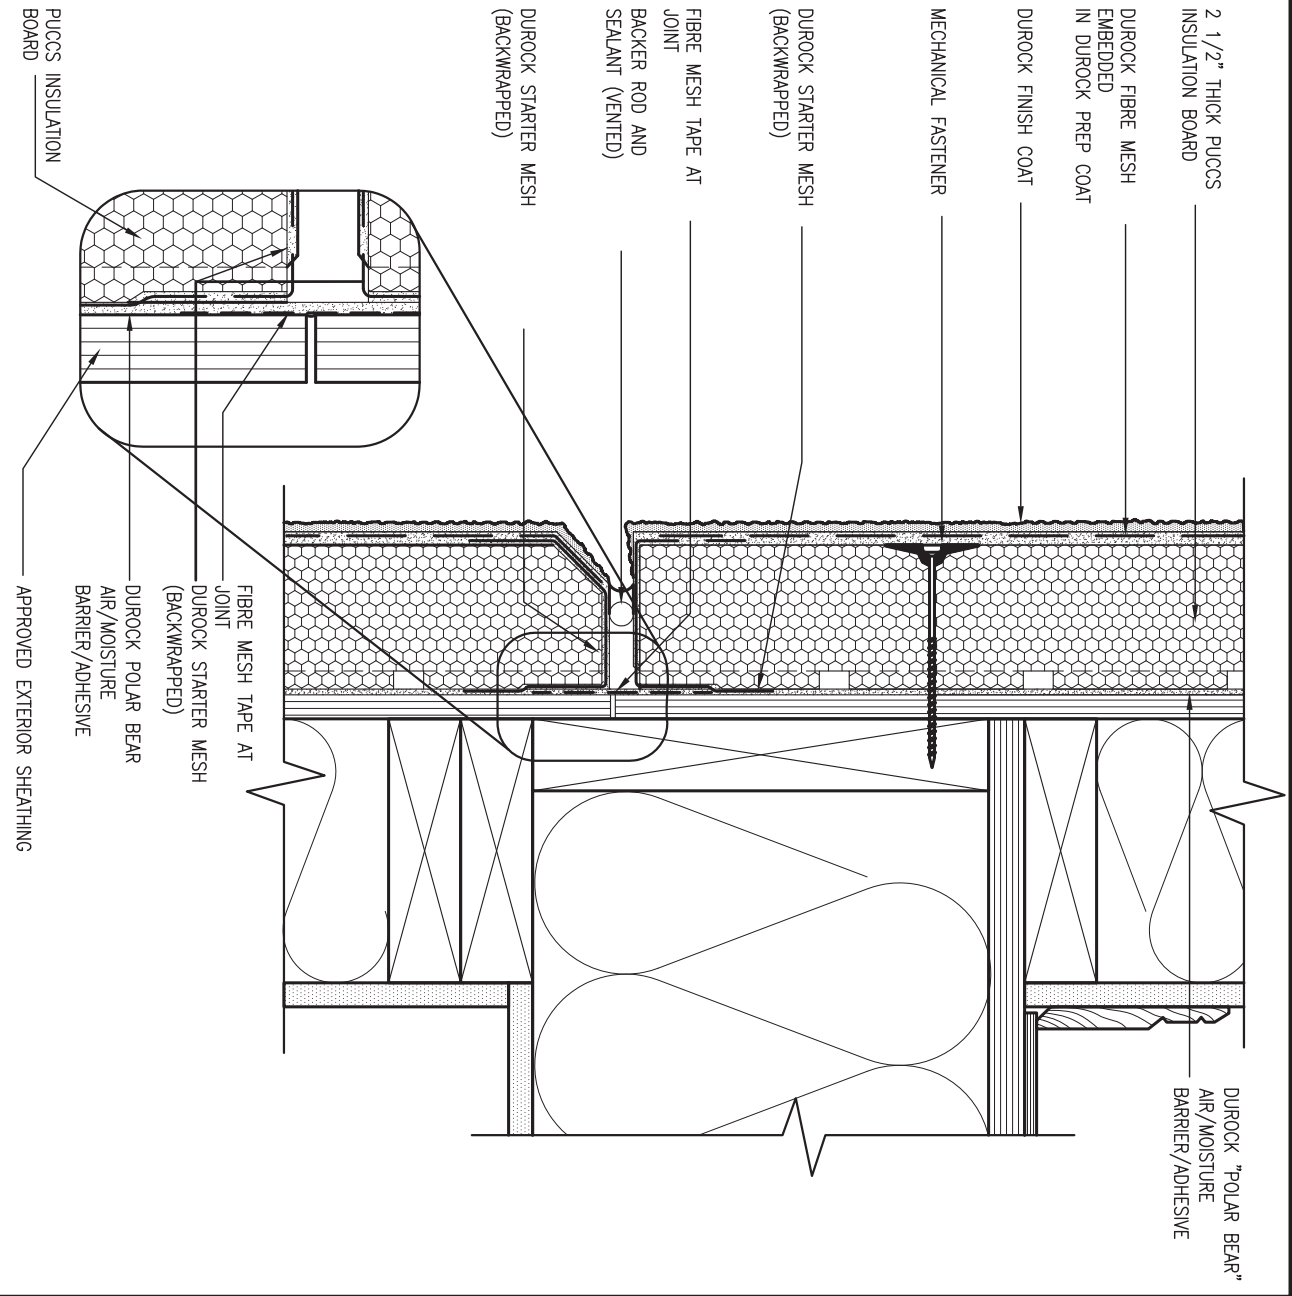 2 1/2" THICK PUCCS
INSULATION BOARD
DUROCK FIBRE MESH
EMBEDDED
IN DUROCK PREP COAT
DUROCK FINISH COAT
MECHANICAL FASTENER
DUROCK STARTER MESH
(BACKWRAPPED)
FIBRE MESH TAPE AT
JOINT
BACKER ROD AND
SEALANT (VENTED)
DUROCK STARTER MESH
(BACKWRAPPED)
PUCCS INSULATION
BOARD
DUROCK "POLAR BEAR"
AIR/MOISTURE
BARRIER/ADHESIVE
FIBRE MESH TAPE AT
JOINT
DUROCK STARTER MESH
(BACKWRAPPED)
DUROCK POLAR BEAR
AIR/MOISTURE
BARRIER/ADHESIVE
APPROVED EXTERIOR SHEATHING